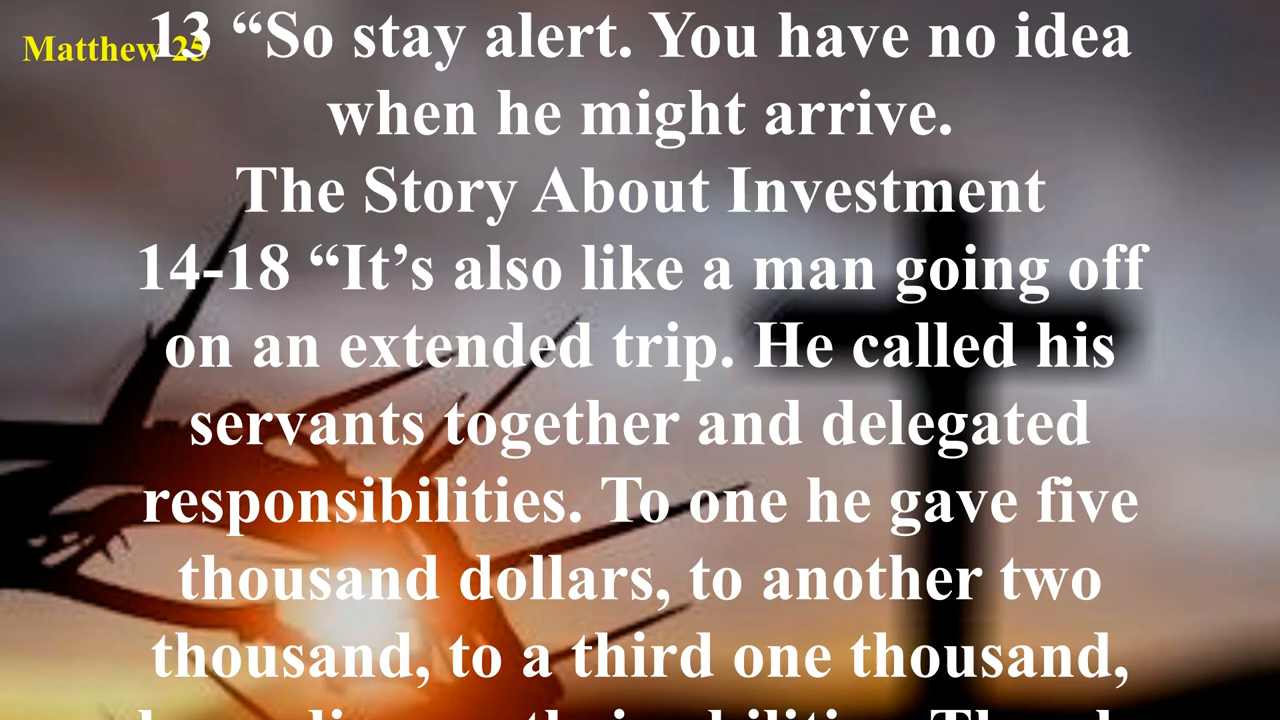 Matthew 25
13 “So stay alert. You have no idea
when he might arrive.
The Story About Investment
14-18 “It’s also like a man going off
on an extended trip. He called his
servants together and delegated
responsibilities. To one he gave five
thousand dollars, to another two
thousand, to a third one thousand,